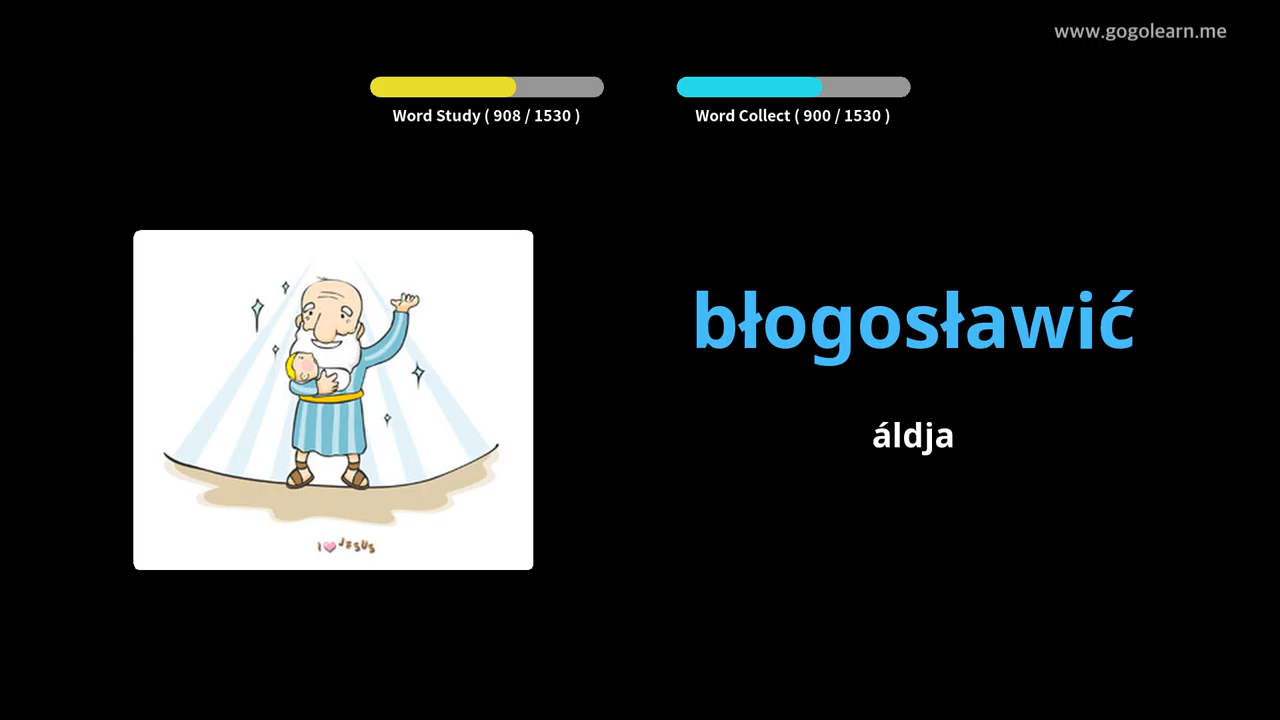 www.gogolearn.me
Word Study ( 908 / 1530 )
Word Collect ( 900 / 1530 )
błogosławić
áldja
I ❤ JESUS